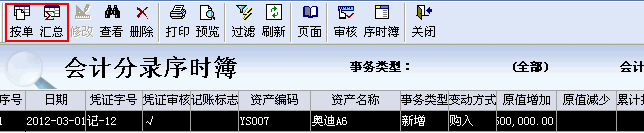 按单 汇总 修改 查看 删除 打印 预览 过滤 刷新 页面 审核 序时簿 关闭
会计分录序时簿 事务类型: (全部) 会计
序号 日期 凭证字号 凭证审核 记账标志 资产编码 资产名称 事务类型 变动方式 原值增加 原值减少 累计折
1 2012-03-01 记-12 √ YS007 奥迪A6 新增 购入 500,000.00